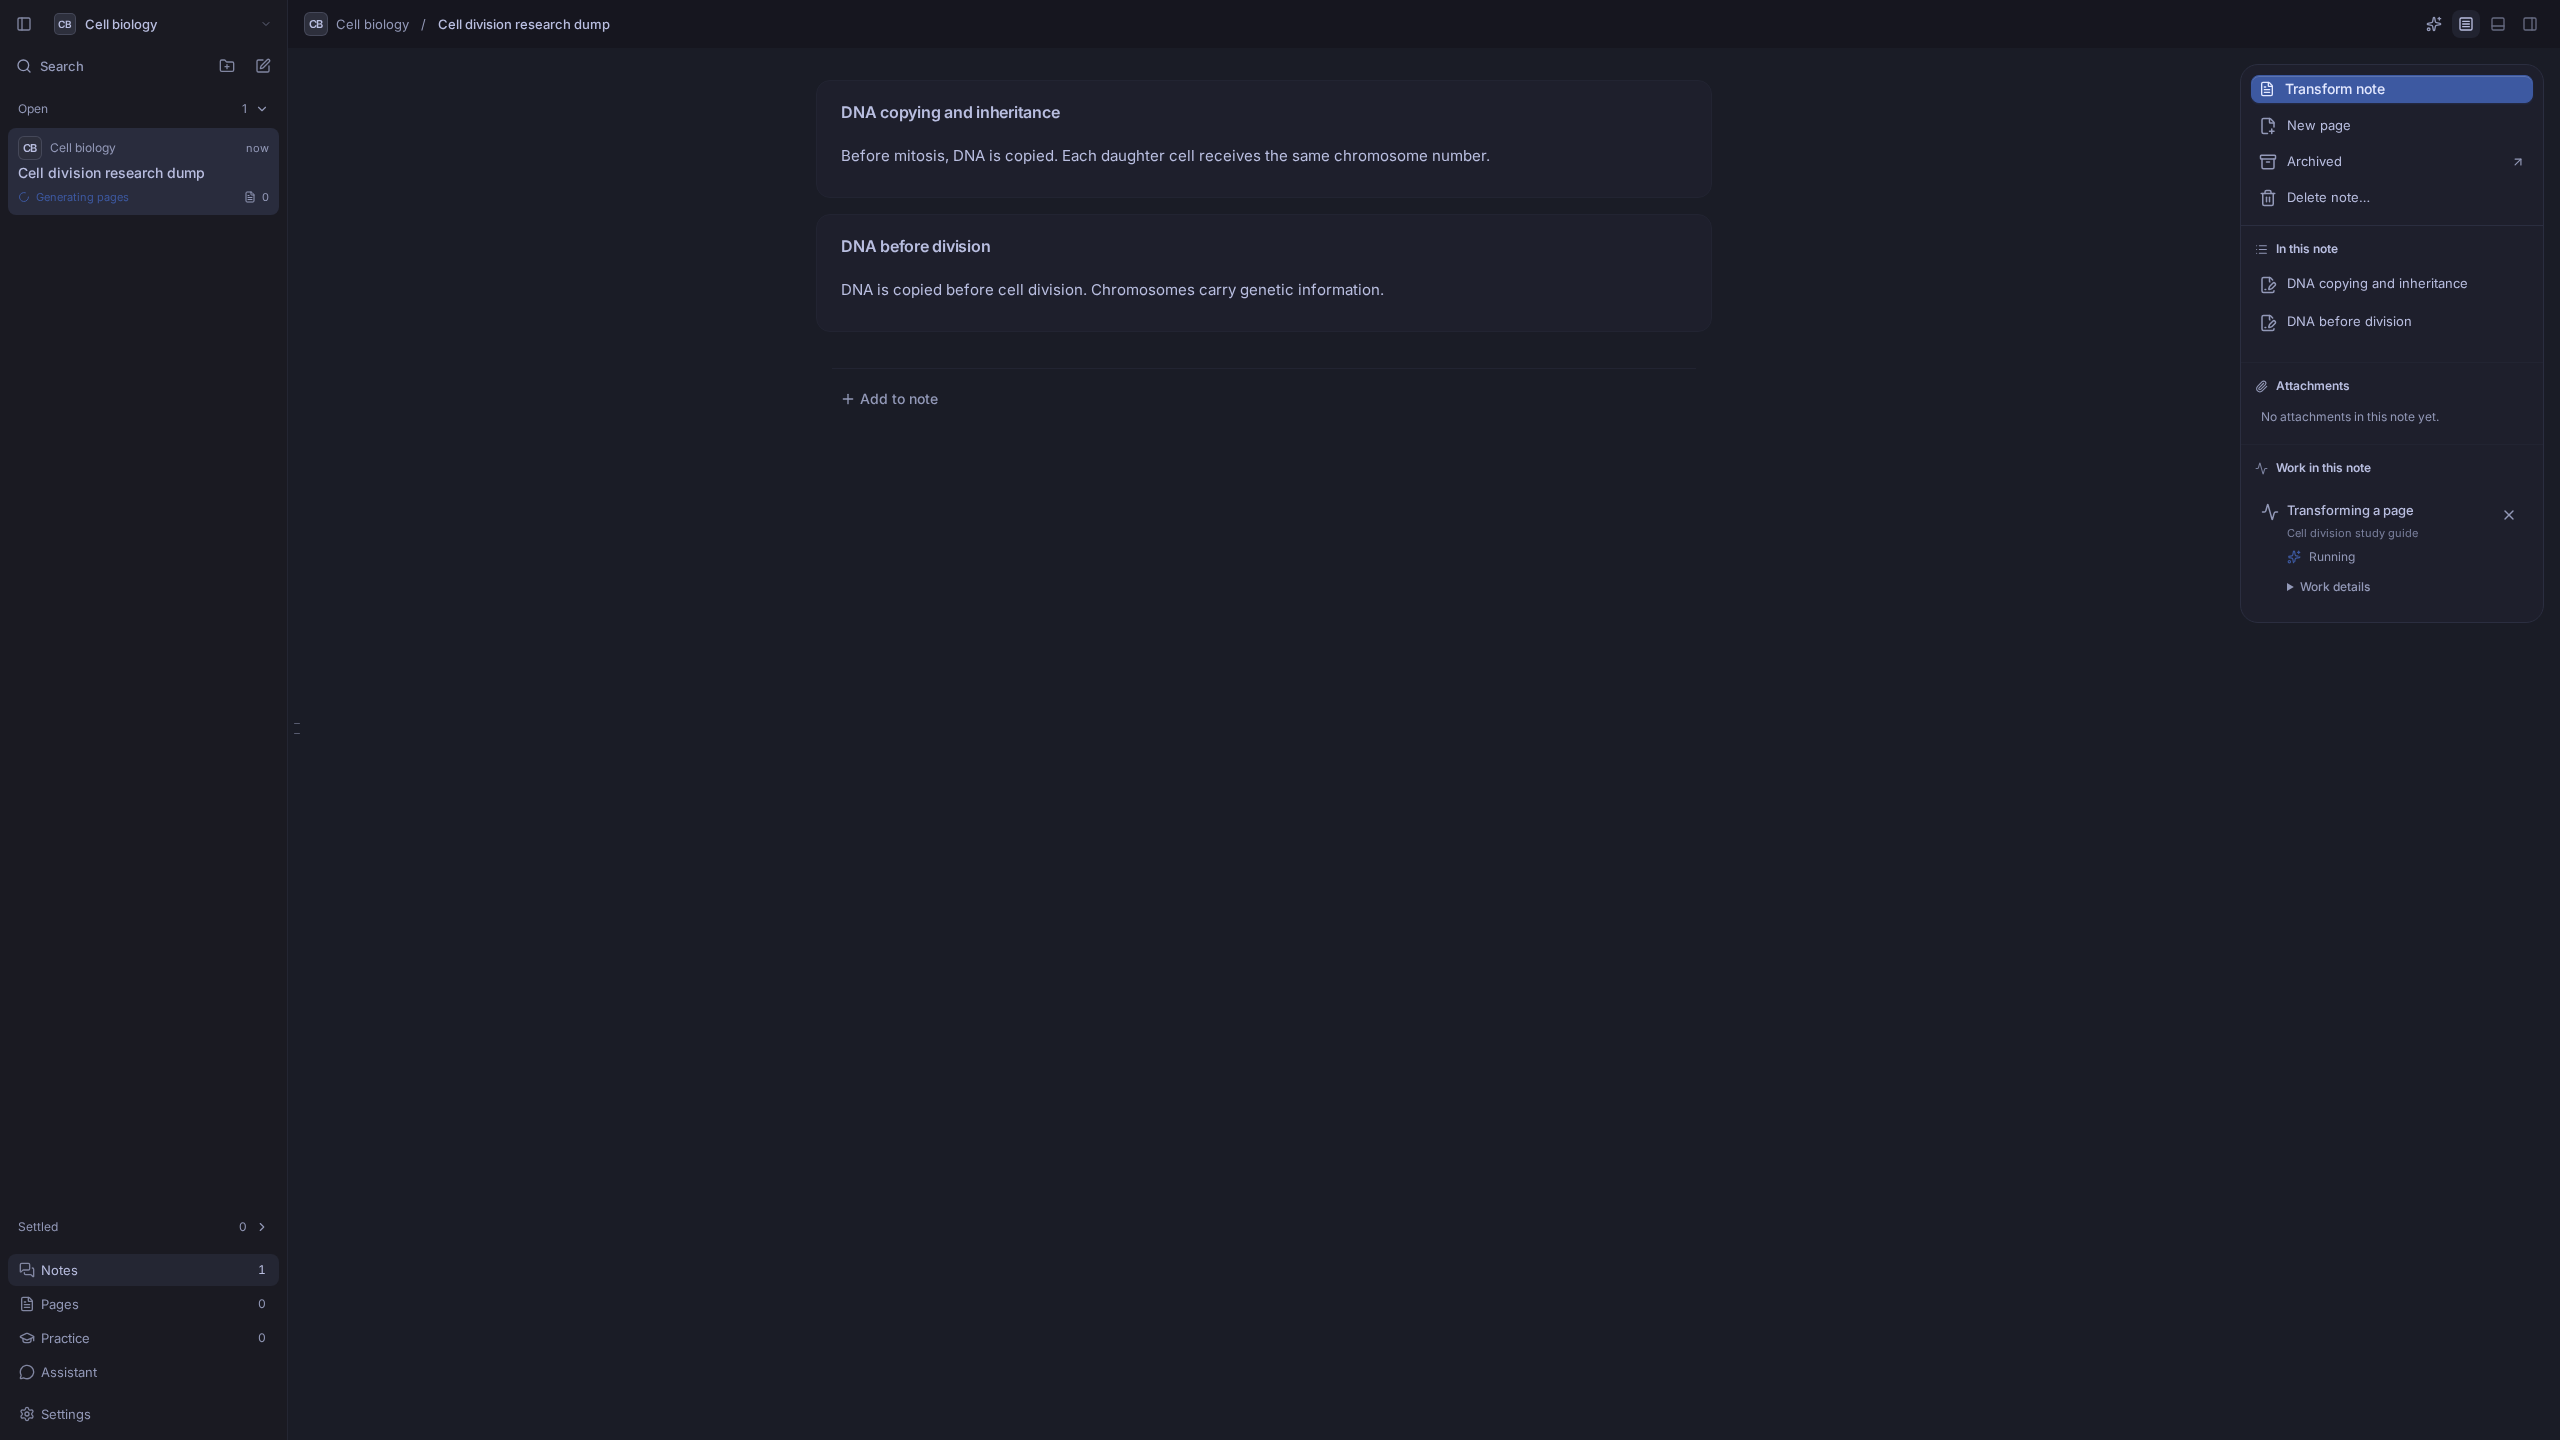 CB Cell biology
Search
Open 1
CB Cell biology now
Cell division research dump
Generating pages 0
Settled 0
Notes 1
Pages 0
Practice 0
Assistant
Settings
CB Cell biology / Cell division research dump
DNA copying and inheritance
Before mitosis, DNA is copied. Each daughter cell receives the same chromosome number.
DNA before division
DNA is copied before cell division. Chromosomes carry genetic information.
Add to note
Transform note
New page
Archived
Delete note...
In this note
DNA copying and inheritance
DNA before division
Attachments
No attachments in this note yet.
Work in this note
Transforming a page
Cell division study guide
Running
Work details